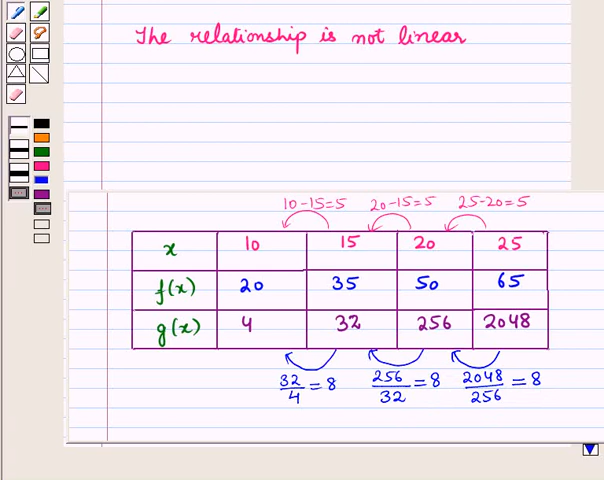 The relationship is not linear
10-15=5 20-15=5 25-20=5
x 10 15 20 25
f(x) 20 35 50 65
g(x) 4 32 256 2048
32/4=8 256/32=8 2048/256=8